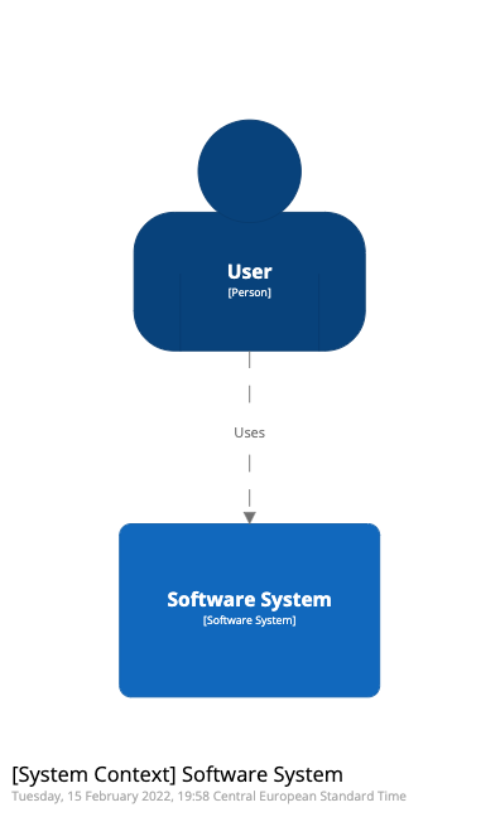 User
[Person]
Uses
Software System
[Software System]
[System Context] Software System
Tuesday, 15 February 2022, 19:58 Central European Standard Time